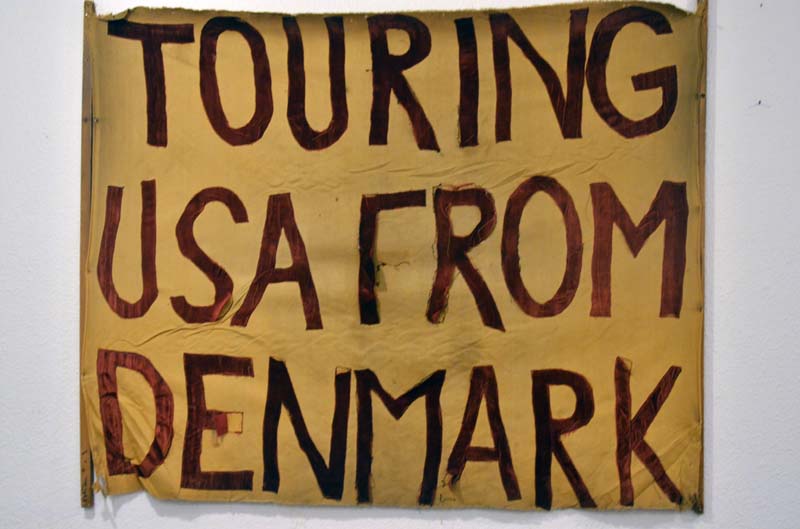 TOURING
USA FROM
DENMARK